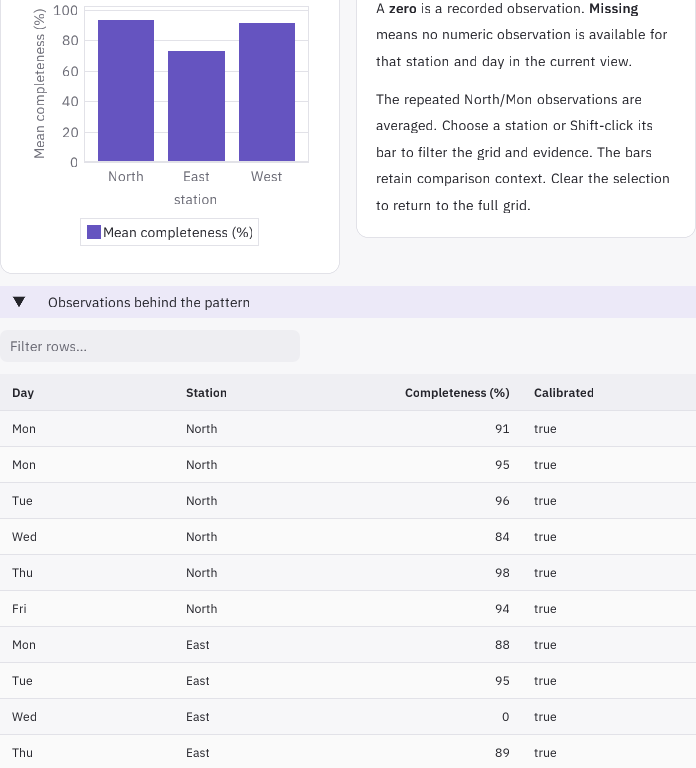 Mean completeness (%)
100
80
60
40
20
0
North East West
station
Mean completeness (%)
A zero is a recorded observation. Missing
means no numeric observation is available for
that station and day in the current view.
The repeated North/Mon observations are
averaged. Choose a station or Shift-click its
bar to filter the grid and evidence. The bars
retain comparison context. Clear the selection
to return to the full grid.
Observations behind the pattern
Filter rows...
Day Station Completeness (%) Calibrated
Mon North 91 true
Mon North 95 true
Tue North 96 true
Wed North 84 true
Thu North 98 true
Fri North 94 true
Mon East 88 true
Tue East 95 true
Wed East 0 true
Thu East 89 true